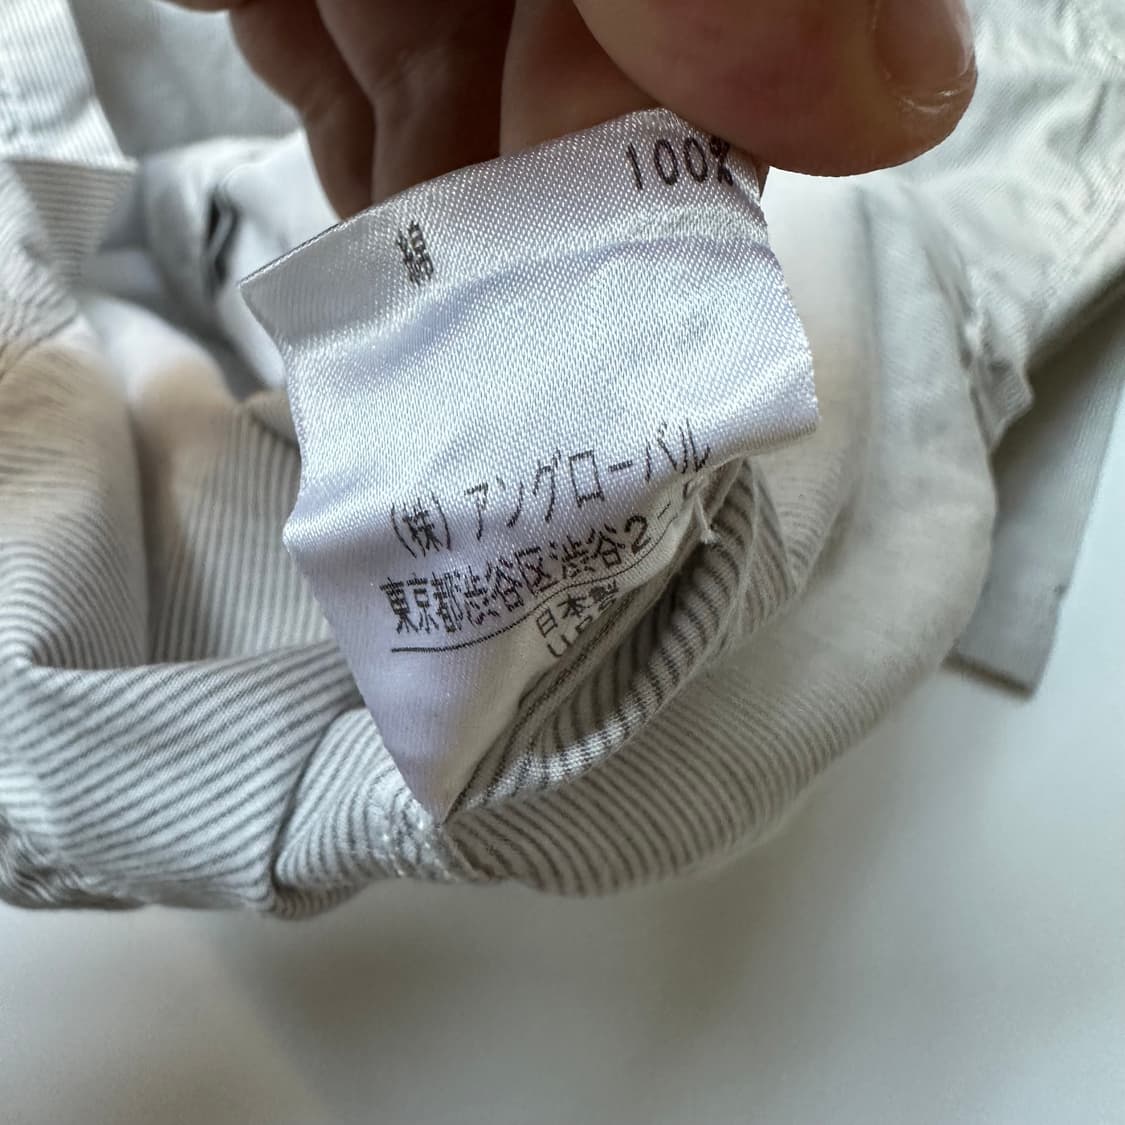 綿 100%
(株)アングローバル
東京都渋谷区渋谷2-
日本製